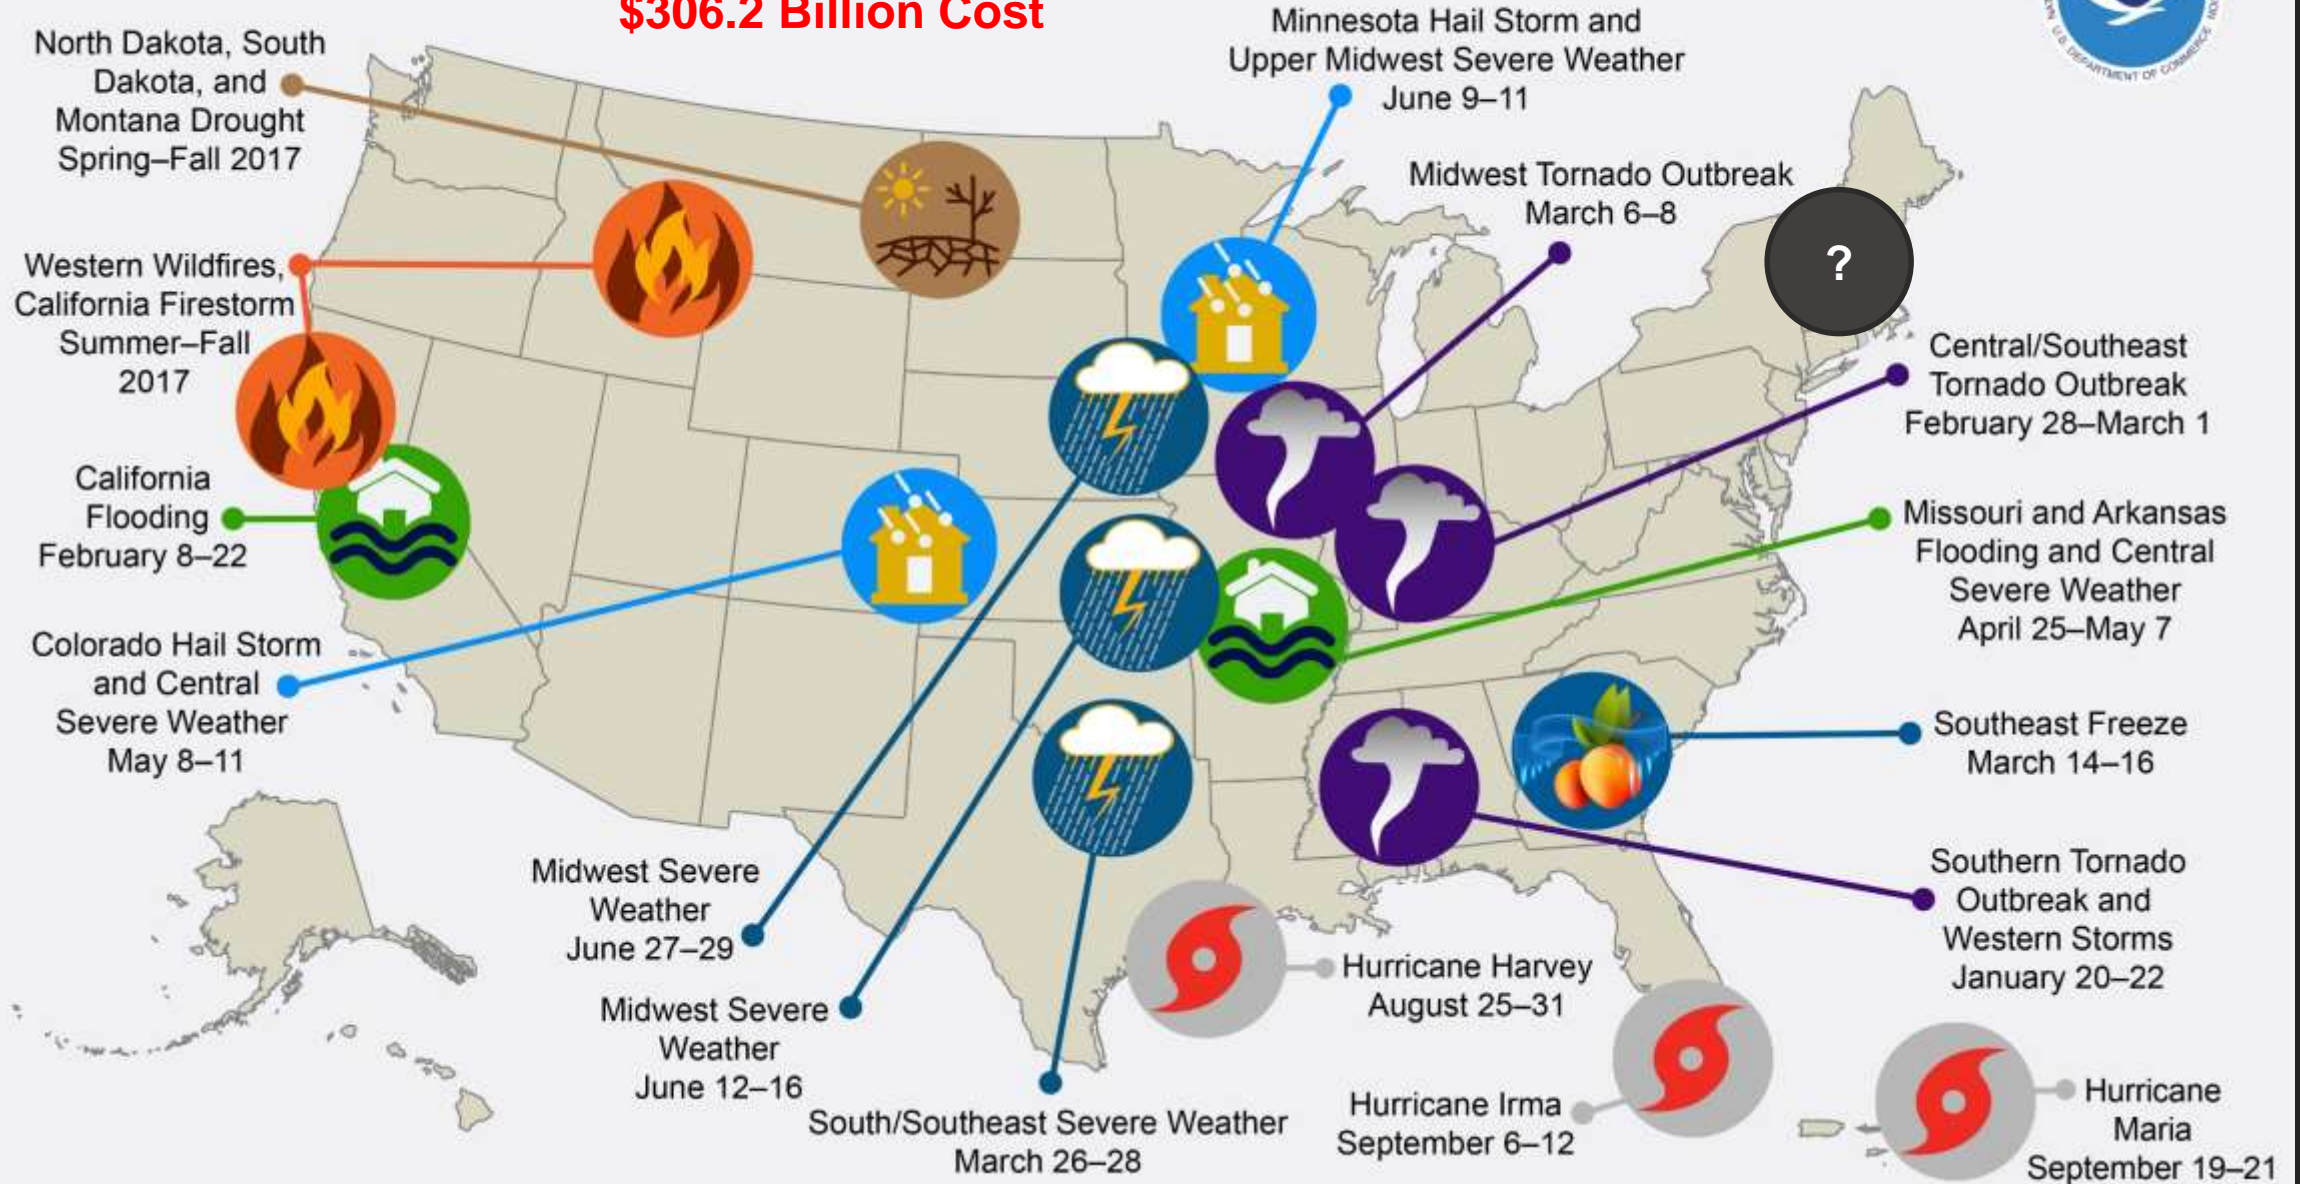 $306.2 Billion Cost
North Dakota, South
Dakota, and
Montana Drought
Spring–Fall 2017
Minnesota Hail Storm and
Upper Midwest Severe Weather
June 9–11
U.S. DEPARTMENT OF COMMERCE
Midwest Tornado Outbreak
March 6–8
?
Western Wildfires,
California Firestorm
Summer–Fall
2017
Central/Southeast
Tornado Outbreak
February 28–March 1
California
Flooding
February 8–22
Missouri and Arkansas
Flooding and Central
Severe Weather
April 25–May 7
Colorado Hail Storm
and Central
Severe Weather
May 8–11
Southeast Freeze
March 14–16
Midwest Severe
Weather
June 27–29
Southern Tornado
Outbreak and
Western Storms
January 20–22
Hurricane Harvey
August 25–31
Midwest Severe
Weather
June 12–16
South/Southeast Severe Weather
March 26–28
Hurricane Irma
September 6–12
Hurricane
Maria
September 19–21